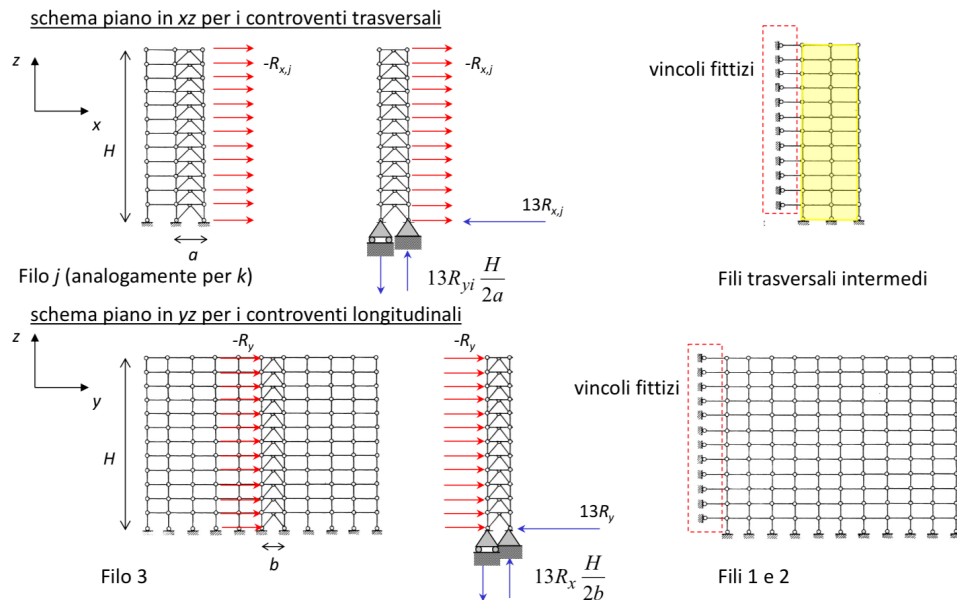 schema piano in xz per i controventi trasversali
z
x
H
a
-Rx,j
-Rx,j
13Rx,j
13Ryi H/2a
vincoli fittizi
Filo j (analogamente per k)
Fili trasversali intermedi
schema piano in yz per i controventi longitudinali
z
y
H
b
-Ry
-Ry
13Ry
13Rx H/2b
vincoli fittizi
Filo 3
Fili 1 e 2